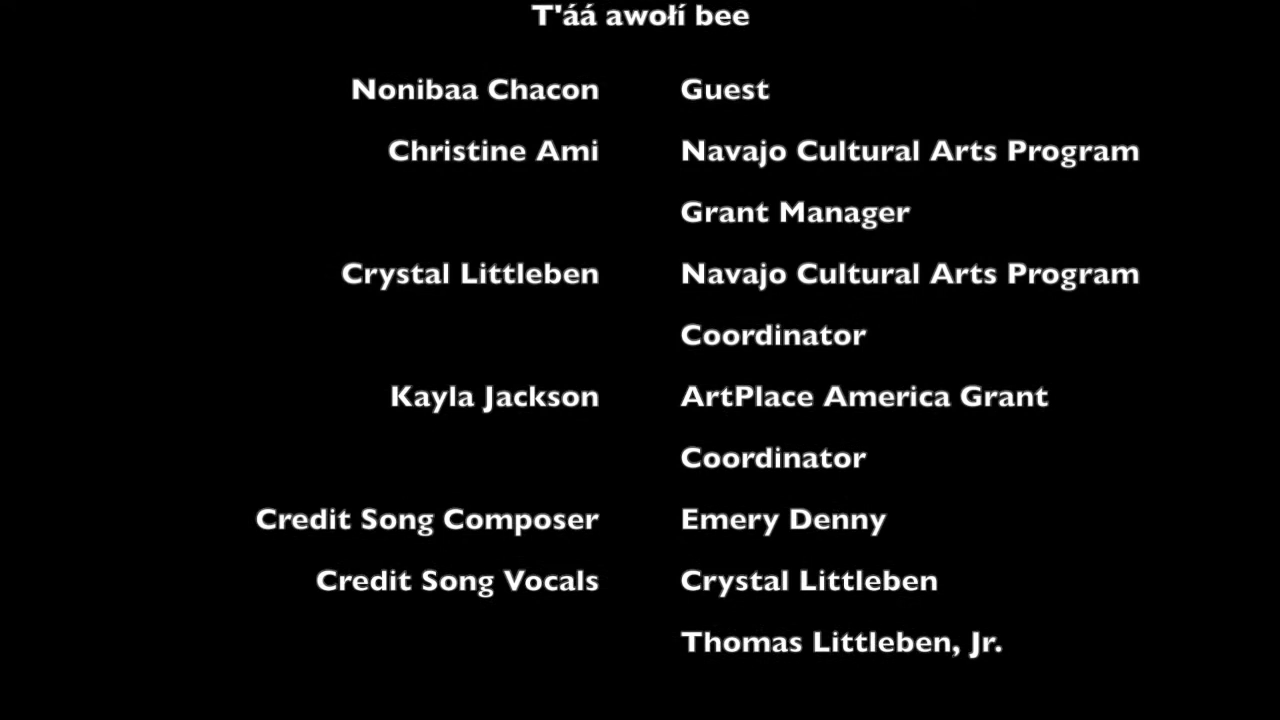 T'áá awołí bee
Nonibaa Chacon Guest
Christine Ami Navajo Cultural Arts Program
Grant Manager
Crystal Littleben Navajo Cultural Arts Program
Coordinator
Kayla Jackson ArtPlace America Grant
Coordinator
Credit Song Composer Emery Denny
Credit Song Vocals Crystal Littleben
Thomas Littleben, Jr.